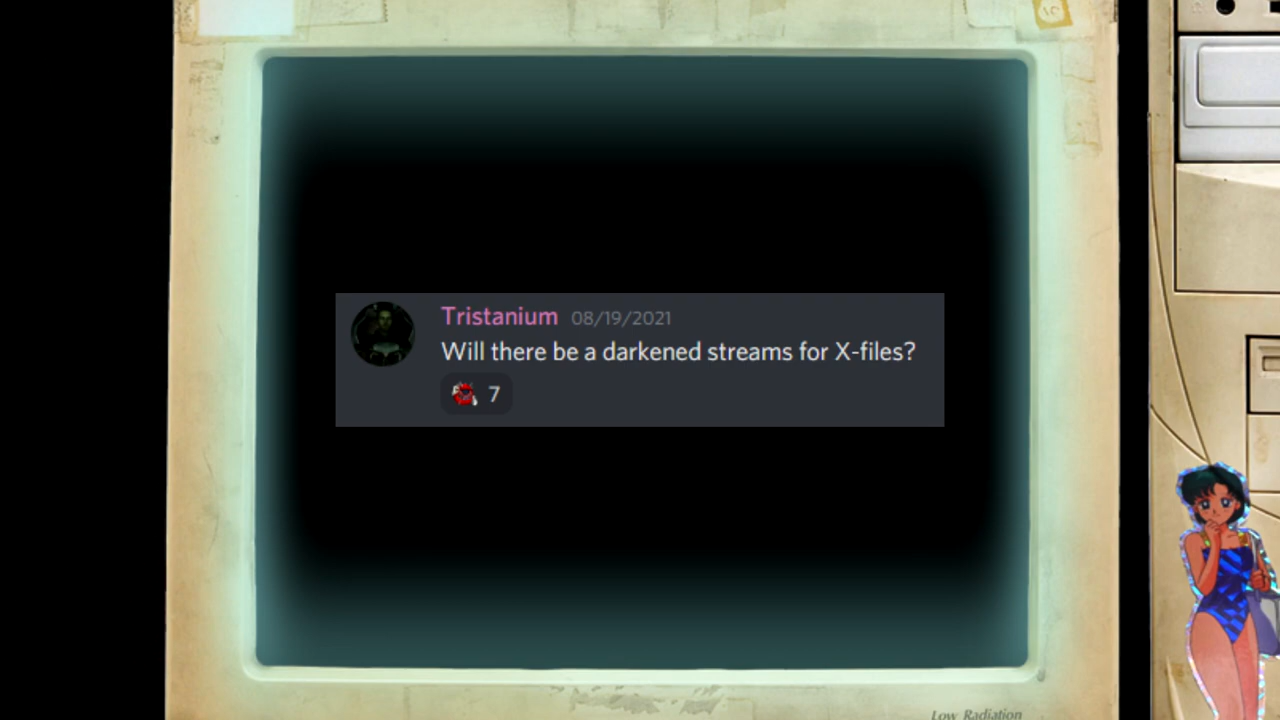 Tristanium 08/19/2021
Will there be a darkened streams for X-files?
7
Low Radiation